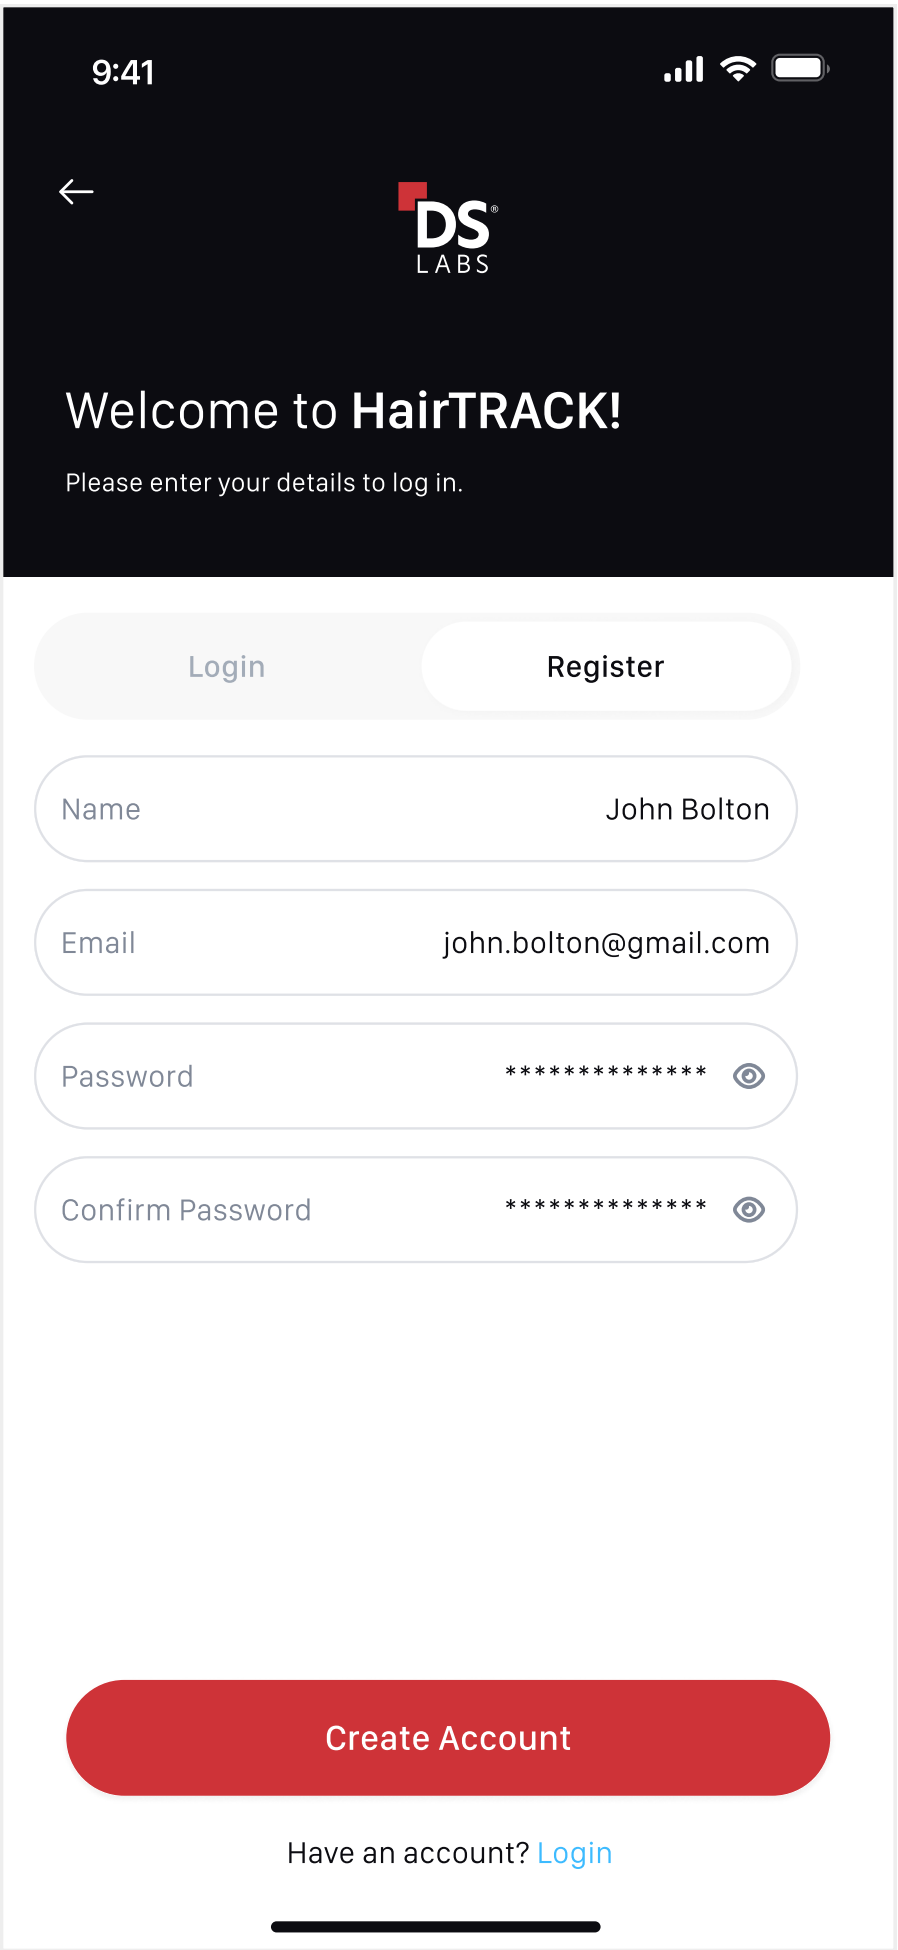 9:41
DS®
LABS
Welcome to HairTRACK!
Please enter your details to log in.
Login Register
Name John Bolton
Email john.bolton@gmail.com
Password **************
Confirm Password **************
Create Account
Have an account? Login